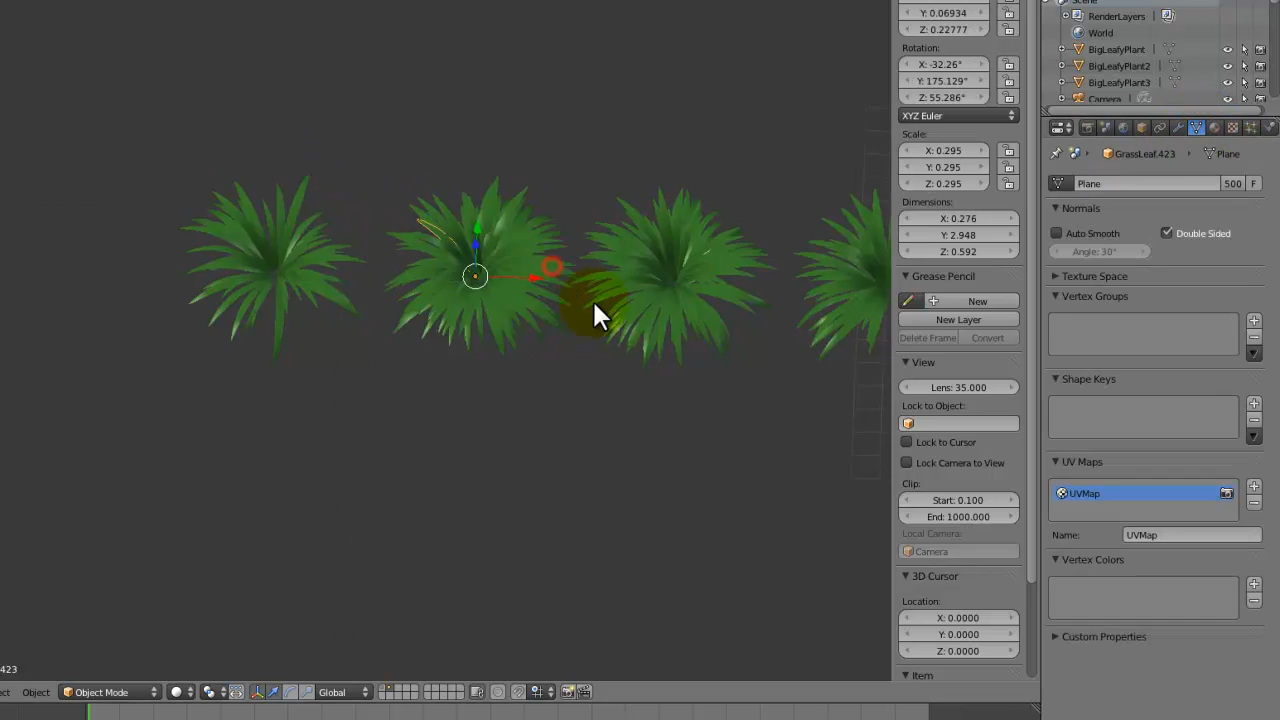 Y: 0.06934
Z: 0.22777
Rotation:
X: -32.26°
Y: 175.129°
Z: 55.286°
XYZ Euler
Scale:
X: 0.295
Y: 0.295
Z: 0.295
Dimensions:
X: 0.276
Y: 2.948
Z: 0.592
Grease Pencil
New
New Layer
Delete Frame Convert
View
Lens: 35.000
Lock to Object:
Lock to Cursor
Lock Camera to View
Clip:
Start: 0.100
End: 1000.000
Local Camera:
Camera
3D Cursor
Location:
X: 0.0000
Y: 0.0000
Z: 0.0000
Item
Scene
RenderLayers
World
BigLeafyPlant
BigLeafyPlant2
BigLeafyPlant3
Camera
GrassLeaf.423 Plane
Plane 500 F
Normals
Auto Smooth Double Sided
Angle: 30°
Texture Space
Vertex Groups
Shape Keys
UV Maps
UVMap
Name: UVMap
Vertex Colors
Custom Properties
423
Object Object Mode Global